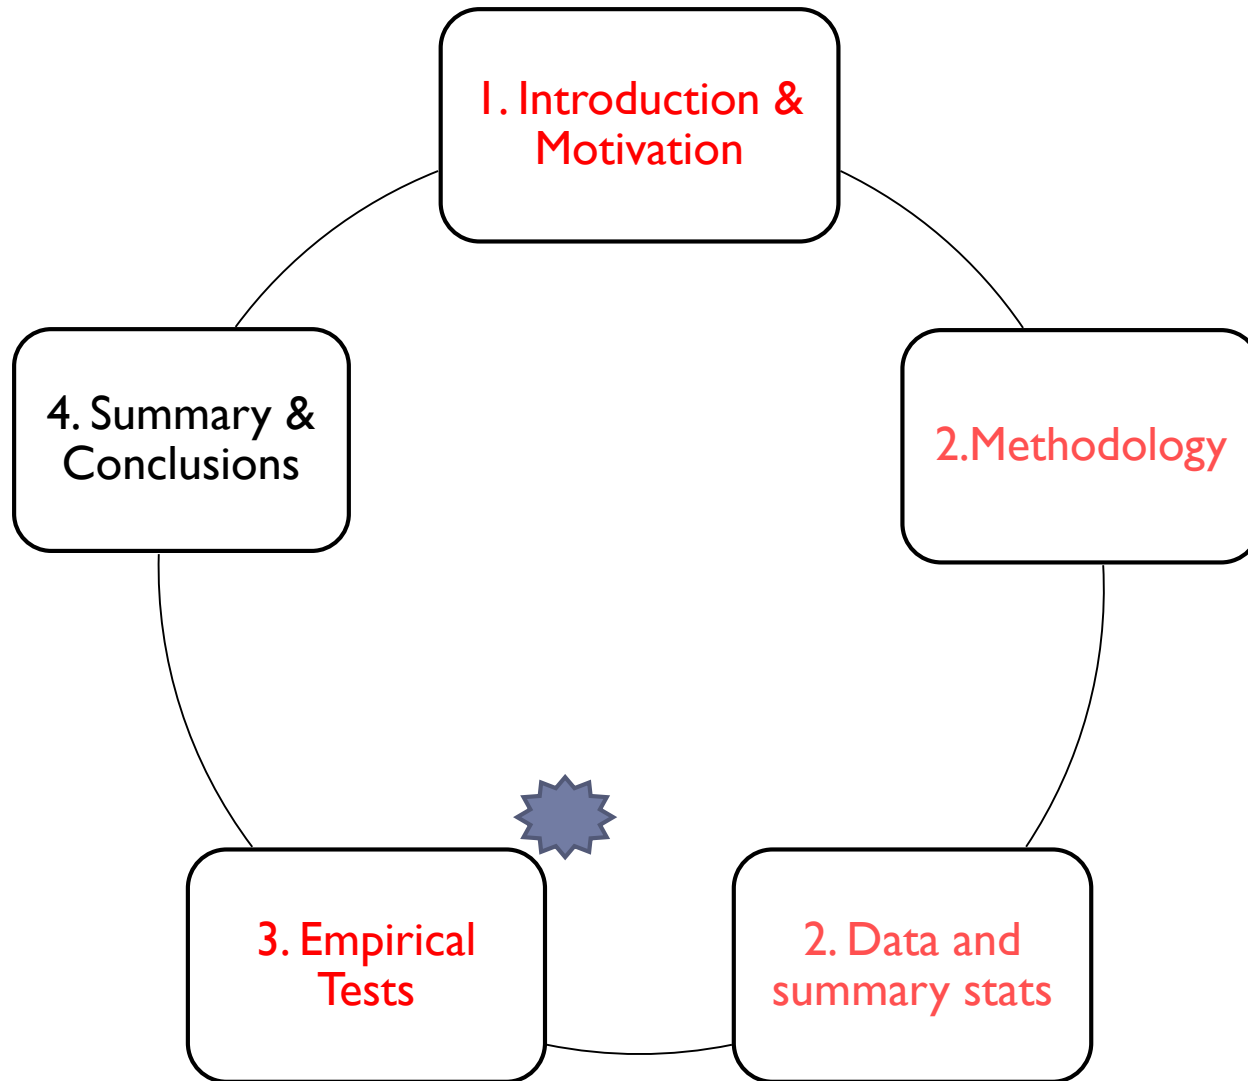 1. Introduction &
Motivation
2.Methodology
2. Data and
summary stats
3. Empirical
Tests
4. Summary &
Conclusions